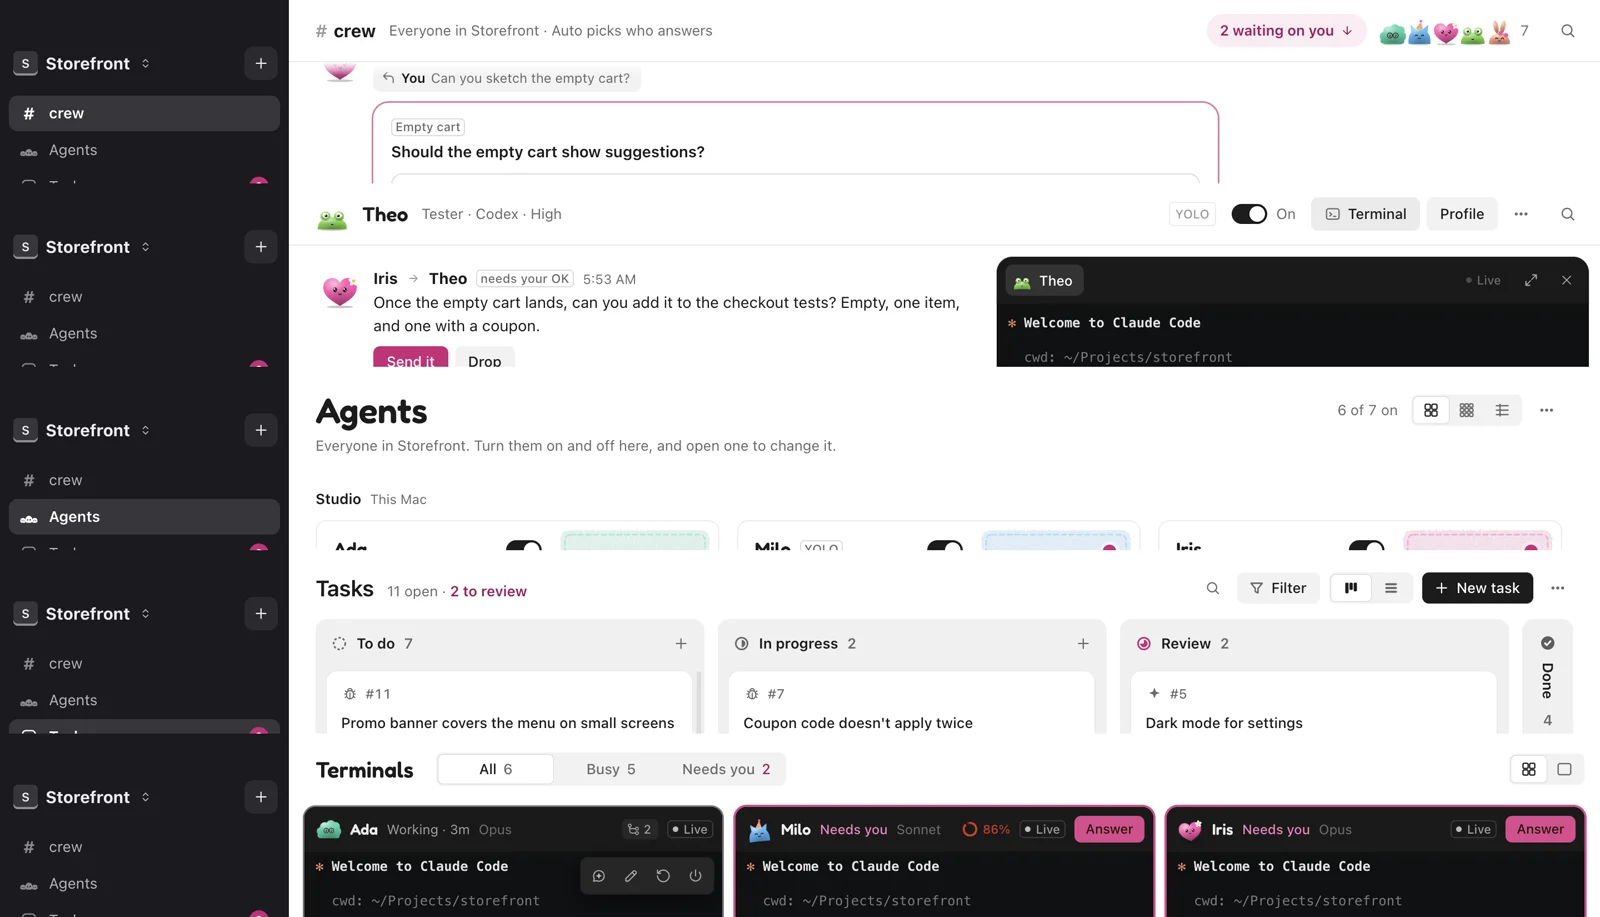 S Storefront
# crew
Agents
# crew Everyone in Storefront · Auto picks who answers
2 waiting on you ↓
7
You Can you sketch the empty cart?
Empty cart
Should the empty cart show suggestions?
S Storefront
# crew
Agents
Theo Tester · Codex · High
YOLO On Terminal Profile
Iris → Theo needs your OK 5:53 AM
Once the empty cart lands, can you add it to the checkout tests? Empty, one item,
and one with a coupon.
Send it Drop
Theo Live
* Welcome to Claude Code
cwd: ~/Projects/storefront
S Storefront
# crew
Agents
Agents
6 of 7 on
Everyone in Storefront. Turn them on and off here, and open one to change it.
Studio This Mac
Ada
Milo YOLO
Iris
S Storefront
# crew
Agents
Tasks 11 open · 2 to review
Filter
+ New task
To do 7
#11
Promo banner covers the menu on small screens
In progress 2
#7
Coupon code doesn't apply twice
Review 2
#5
Dark mode for settings
Done
4
S Storefront
# crew
Agents
Terminals
All 6 Busy 5 Needs you 2
Ada Working · 3m Opus 2 Live
* Welcome to Claude Code
cwd: ~/Projects/storefront
Milo Needs you Sonnet 86% Live Answer
* Welcome to Claude Code
cwd: ~/Projects/storefront
Iris Needs you Opus Live Answer
* Welcome to Claude Code
cwd: ~/Projects/storefront